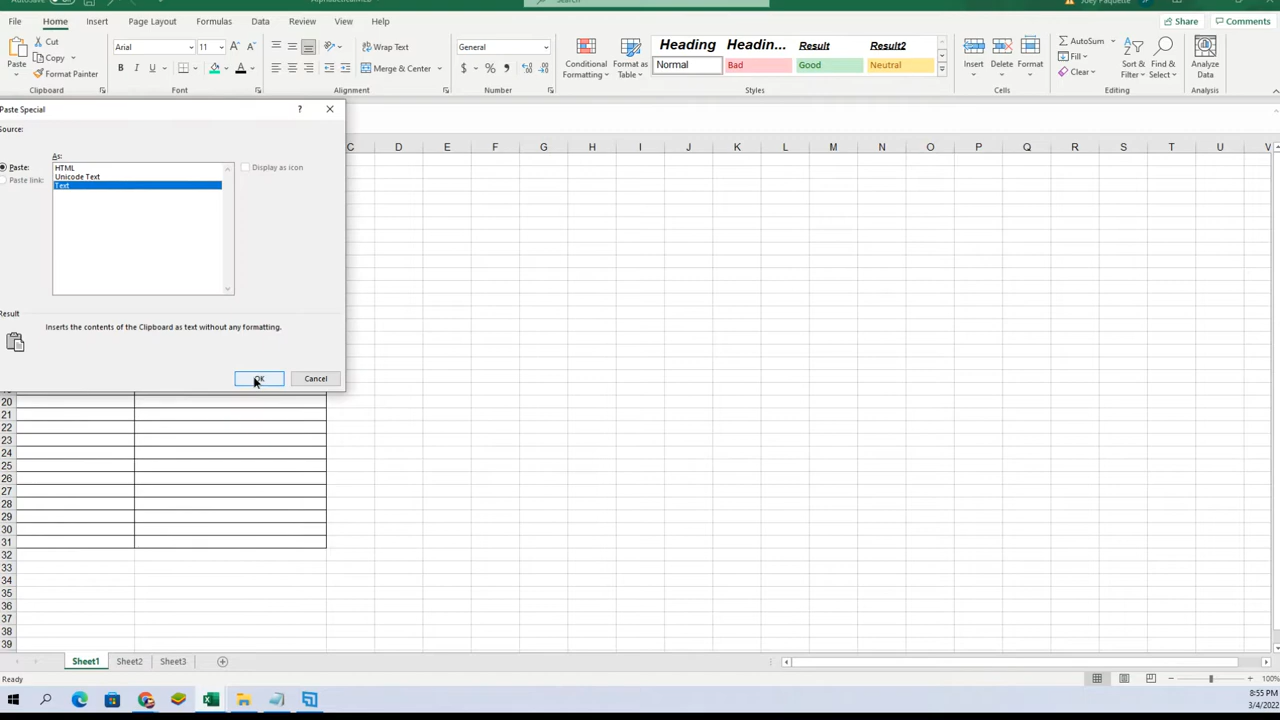 Joey Paquette
File Home Insert Page Layout Formulas Data Review View Help Share Comments
Paste Cut Copy Format Painter Clipboard
Arial 11 B I U Font
Wrap Text Merge & Center Alignment
General $ % Number
Conditional Formatting Format as Table
Heading Headin... Result Result2
Normal Bad Good Neutral
Styles
Insert Delete Format Cells
AutoSum Fill Clear Sort & Filter Find & Select Editing
Analyze Data Analysis
Paste Special ?
Source:
As:
Paste: HTML Display as icon
Paste link: Unicode Text
Text
Result
Inserts the contents of the Clipboard as text without any formatting.
OK Cancel
C D E F G H I J K L M N O P Q R S T U V
20
21
22
23
24
25
26
27
28
29
30
31
32
33
34
35
36
37
38
39
Sheet1 Sheet2 Sheet3
Ready 100%
8:55 PM
3/4/2022